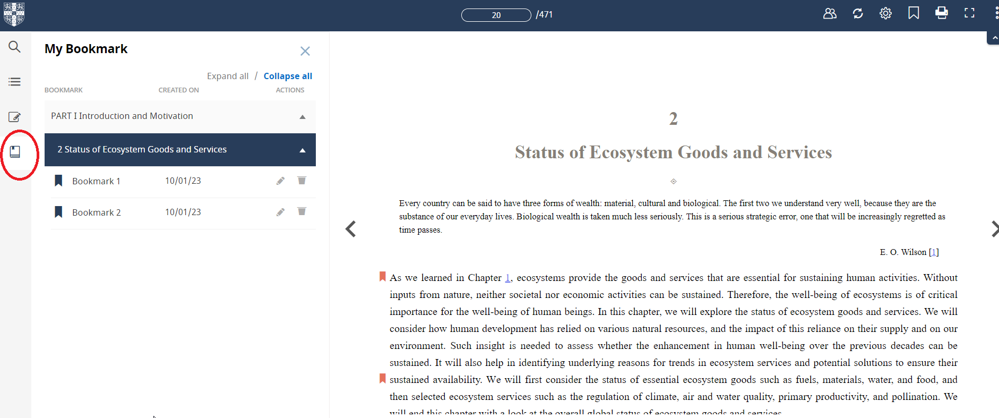 20 /471
My Bookmark
Expand all / Collapse all
BOOKMARK CREATED ON ACTIONS
PART I Introduction and Motivation
2 Status of Ecosystem Goods and Services
Bookmark 1 10/01/23
Bookmark 2 10/01/23
2
Status of Ecosystem Goods and Services
Every country can be said to have three forms of wealth: material, cultural and biological. The first two we understand very well, because they are the
substance of our everyday lives. Biological wealth is taken much less seriously. This is a serious strategic error, one that will be increasingly regretted as
time passes.
E. O. Wilson [1]
As we learned in Chapter 1, ecosystems provide the goods and services that are essential for sustaining human activities. Without
inputs from nature, neither societal nor economic activities can be sustained. Therefore, the well-being of ecosystems is of critical
importance for the well-being of human beings. In this chapter, we will explore the status of ecosystem goods and services. We will
consider how human development has relied on various natural resources, and the impact of this reliance on their supply and on our
environment. Such insight is needed to assess whether the enhancement in human well-being over the previous decades can be
sustained. It will also help in identifying underlying reasons for trends in ecosystem services and potential solutions to ensure their
sustained availability. We will first consider the status of essential ecosystem goods such as fuels, materials, water, and food, and
then selected ecosystem services such as the regulation of climate, air and water quality, primary productivity, and pollination. We
will end this chapter with a look at the overall global status of ecosystem goods and services.